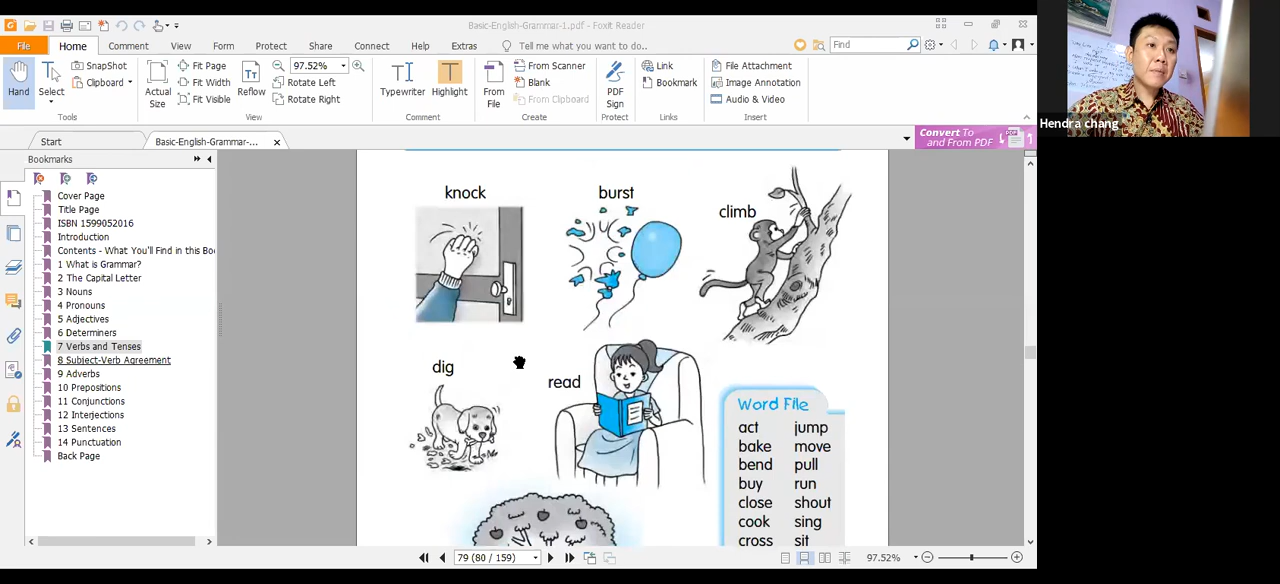 Basic-English-Grammar-1.pdf - Foxit Reader
File Home Comment View Form Protect Share Connect Help Extras Tell me what you want to do.. Find
Hand
Select
SnapShot
Clipboard
Tools
Actual
Size
Fit Page
Fit Width
Fit Visible
Reflow
97.52%
Rotate Left
Rotate Right
View
Typewriter
Highlight
Comment
From
File
From Scanner
Blank
From Clipboard
Create
PDF
Sign
Protect
Link
Bookmark
Links
File Attachment
Image Annotation
Audio & Video
Insert
Hendra chang
Start
Basic-English-Grammar-...
Convert To
and From PDF
PDF
Bookmarks
Cover Page
Title Page
ISBN 1599052016
Introduction
Contents - What You'll Find in this Boo
1 What is Grammar?
2 The Capital Letter
3 Nouns
4 Pronouns
5 Adjectives
6 Determiners
7 Verbs and Tenses
8 Subject-Verb Agreement
9 Adverbs
10 Prepositions
11 Conjunctions
12 Interjections
13 Sentences
14 Punctuation
Back Page
knock
burst
climb
dig
read
Word File
act jump
bake move
bend pull
buy run
close shout
cook sing
cross sit
79 (80 / 159)
97.52%